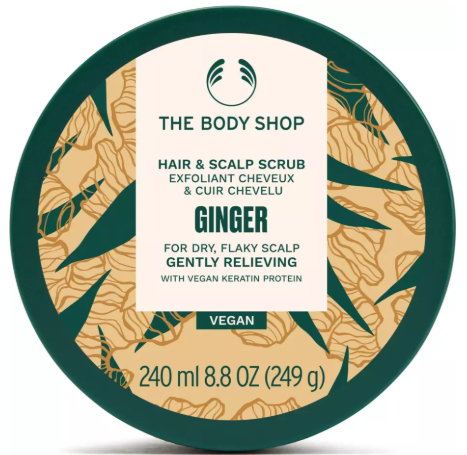 THE BODY SHOP
HAIR & SCALP SCRUB
EXFOLIANT CHEVEUX
& CUIR CHEVELU
GINGER
FOR DRY, FLAKY SCALP
GENTLY RELIEVING
WITH VEGAN KERATIN PROTEIN
VEGAN
240 ml 8.8 OZ (249 g)